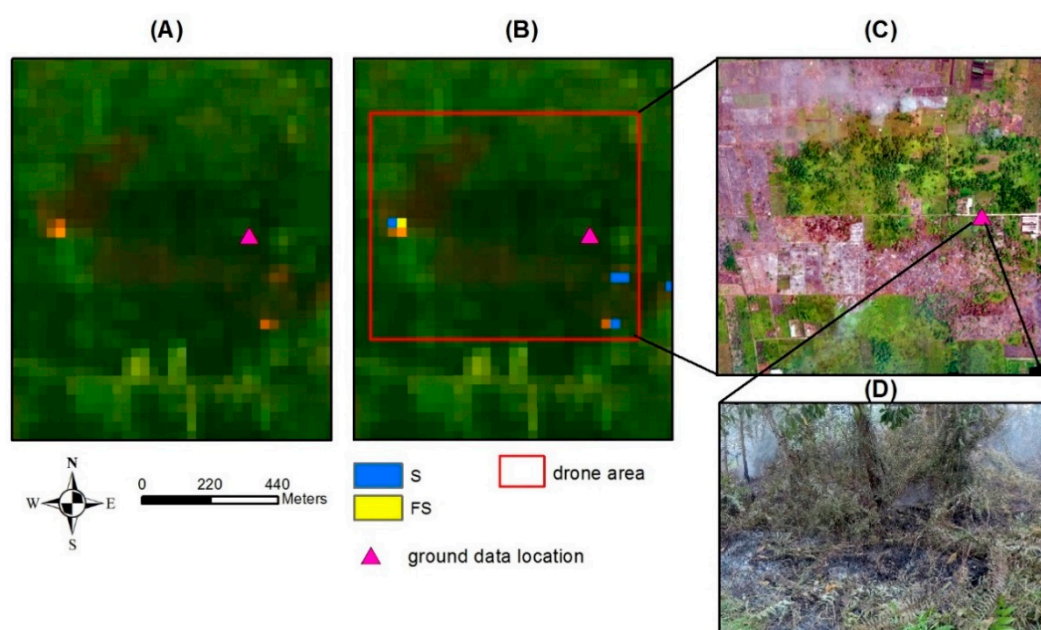 (A)
(B)
(C)
(D)
N
W E
S
0 220 440
Meters
S
FS
drone area
ground data location